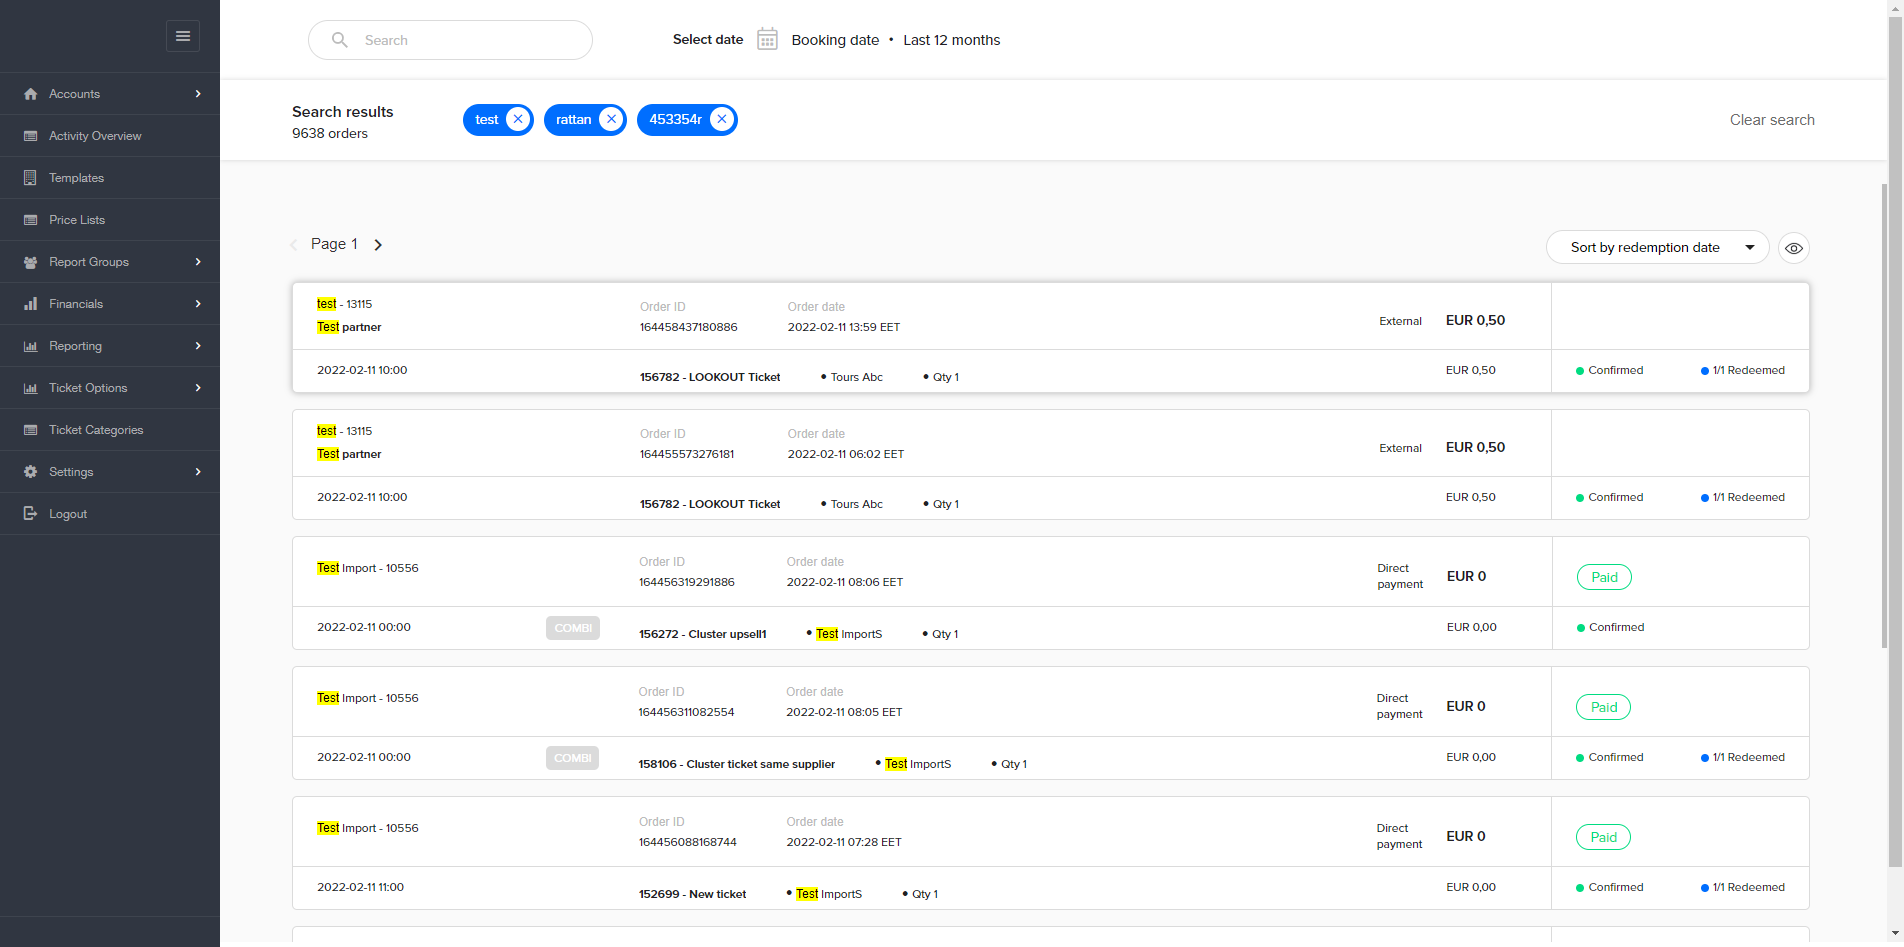 Search
Select date Booking date • Last 12 months
Accounts
Activity Overview
Templates
Price Lists
Report Groups
Financials
Reporting
Ticket Options
Ticket Categories
Settings
Logout
Search results
9638 orders
test
rattan
453354r
Clear search
Page 1
Sort by redemption date
test - 13115
Test partner
Order ID
164458437180886
Order date
2022-02-11 13:59 EET
External EUR 0,50
2022-02-11 10:00 156782 - LOOKOUT Ticket • Tours Abc • Qty 1 EUR 0,50 Confirmed 1/1 Redeemed
test - 13115
Test partner
Order ID
164455573276181
Order date
2022-02-11 06:02 EET
External EUR 0,50
2022-02-11 10:00 156782 - LOOKOUT Ticket • Tours Abc • Qty 1 EUR 0,50 Confirmed 1/1 Redeemed
Test Import - 10556
Order ID
164456319291886
Order date
2022-02-11 08:06 EET
Direct
payment
EUR 0
Paid
2022-02-11 00:00 COMBI 156272 - Cluster upsell1 • Test ImportS • Qty 1 EUR 0,00 Confirmed
Test Import - 10556
Order ID
164456311082554
Order date
2022-02-11 08:05 EET
Direct
payment
EUR 0
Paid
2022-02-11 00:00 COMBI 158106 - Cluster ticket same supplier • Test ImportS • Qty 1 EUR 0,00 Confirmed 1/1 Redeemed
Test Import - 10556
Order ID
164456088168744
Order date
2022-02-11 07:28 EET
Direct
payment
EUR 0
Paid
2022-02-11 11:00 152699 - New ticket • Test ImportS • Qty 1 EUR 0,00 Confirmed 1/1 Redeemed